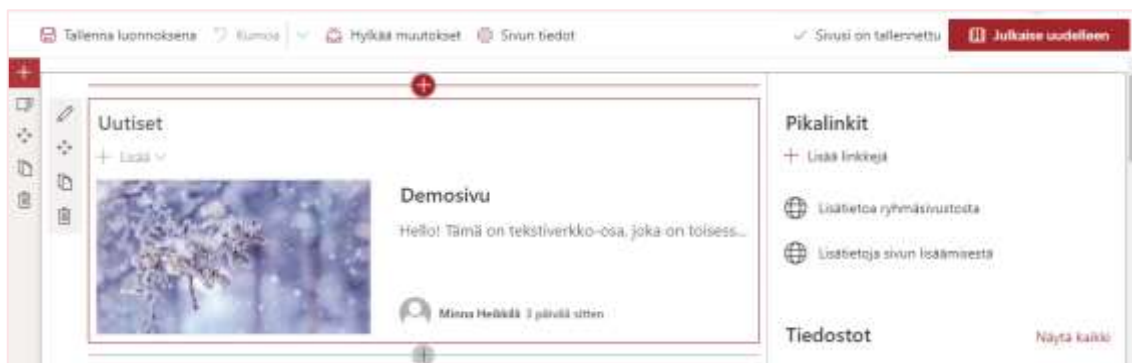 Tallenna luonnoksena Kumoa Hylkää muutokset Sivun tiedot Sivusi on tallennettu Julkaise uudelleen
Uutiset
Lisää
Demosivu
Hello! Tämä on tekstiverkko-osa, joka on toisess...
Minna Heikkilä 3 päivää sitten
Pikalinkit
Lisää linkkejä
Lisätietoa ryhmäsivustosta
Lisätietoja sivun lisäämisestä
Tiedostot Näytä kaikki